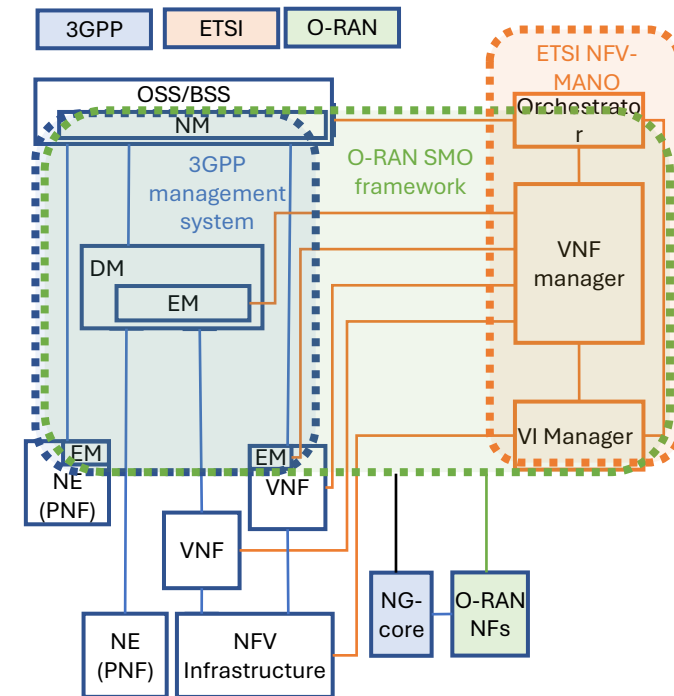 3GPP
ETSI
O-RAN
ETSI NFV-
MANO
OSS/BSS
NM
Orchestrato
r
3GPP
management
system
O-RAN SMO
framework
DM
EM
VNF
manager
EM
NE
(PNF)
EM
VNF
VI Manager
VNF
NG-
core
O-RAN
NFs
NE
(PNF)
NFV
Infrastructure